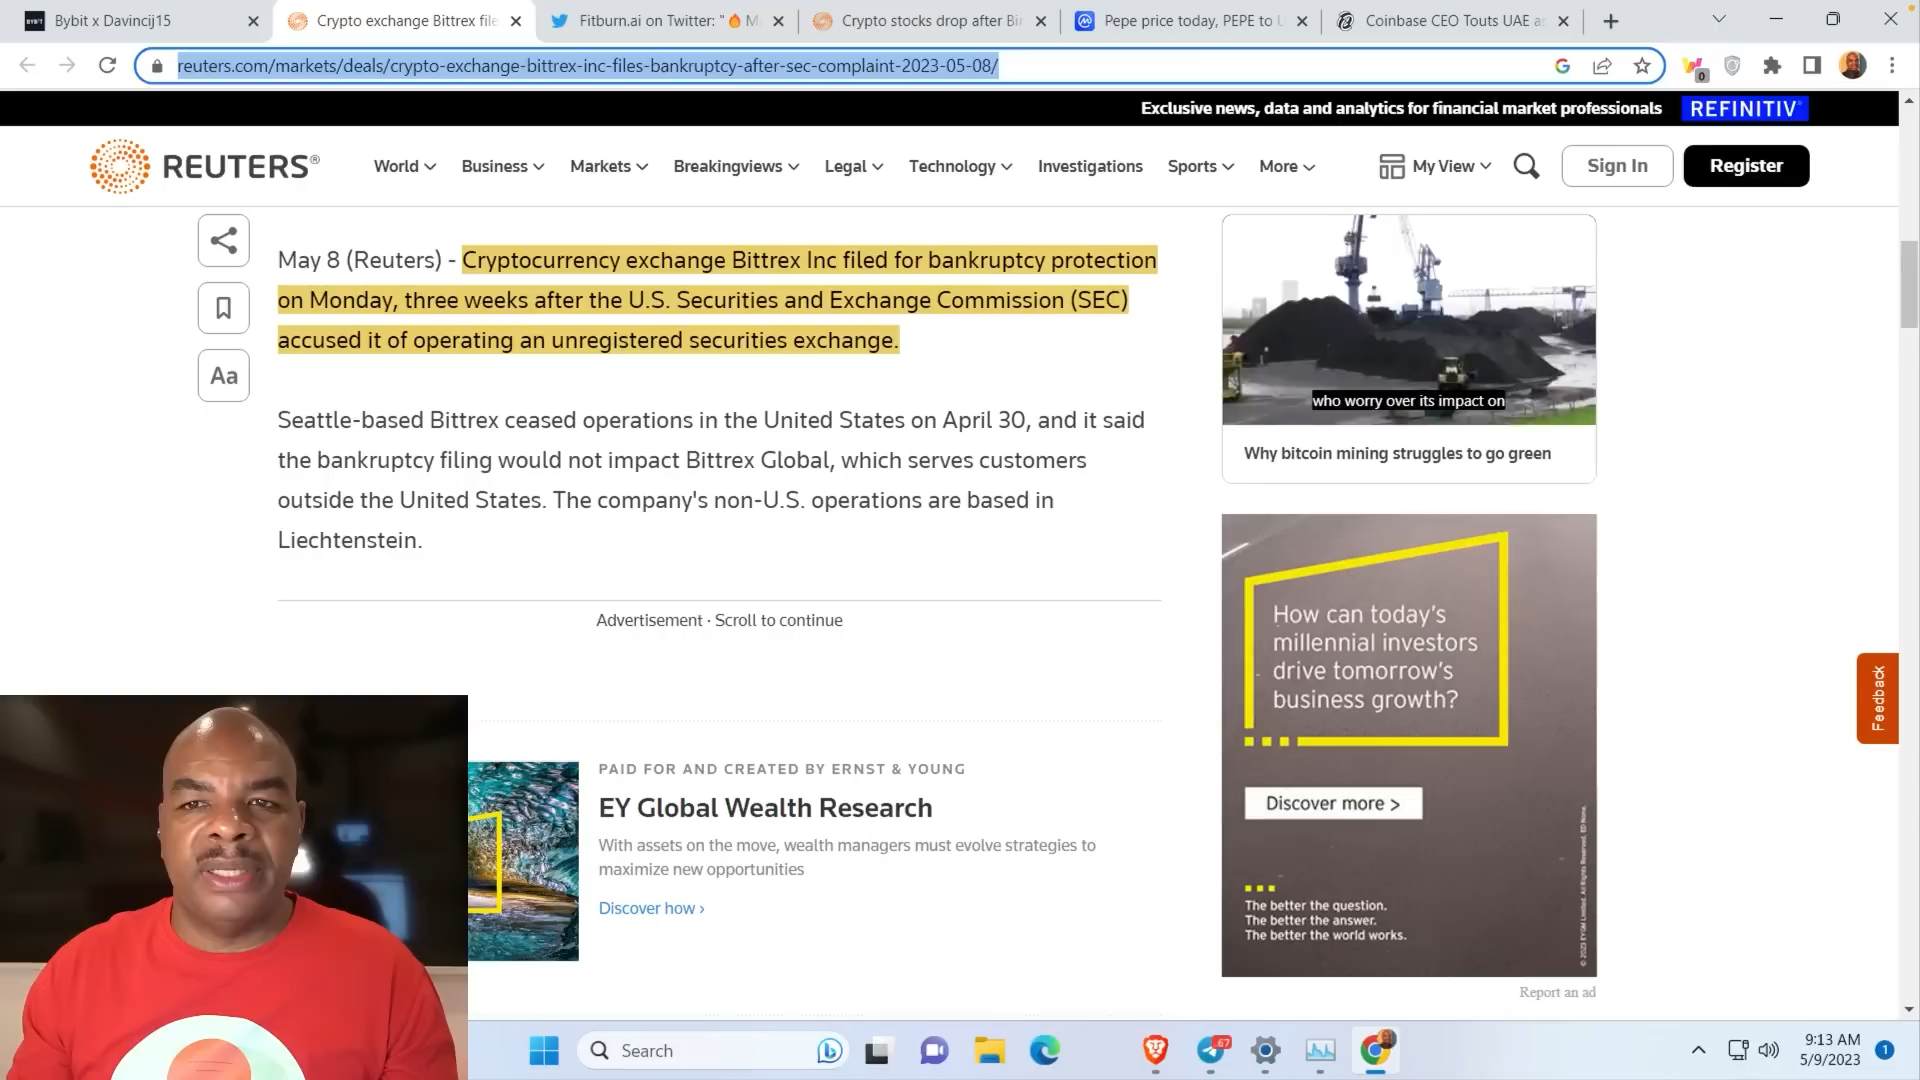 Bybit x Davincij15
Crypto exchange Bittrex file
Fitburn.ai on Twitter: "🔥 M
Crypto stocks drop after Bi
Pepe price today, PEPE to U
Coinbase CEO Touts UAE a
reuters.com/markets/deals/crypto-exchange-bittrex-inc-files-bankruptcy-after-sec-complaint-2023-05-08/
0
Exclusive news, data and analytics for financial market professionals REFINITIV
REUTERS®
World Business Markets Breakingviews Legal Technology Investigations Sports More
My View
Sign In
Register
May 8 (Reuters) - Cryptocurrency exchange Bittrex Inc filed for bankruptcy protection
on Monday, three weeks after the U.S. Securities and Exchange Commission (SEC)
accused it of operating an unregistered securities exchange.
Aa
Seattle-based Bittrex ceased operations in the United States on April 30, and it said
the bankruptcy filing would not impact Bittrex Global, which serves customers
outside the United States. The company's non-U.S. operations are based in
Liechtenstein.
Advertisement · Scroll to continue
PAID FOR AND CREATED BY ERNST & YOUNG
EY Global Wealth Research
With assets on the move, wealth managers must evolve strategies to
maximize new opportunities
Discover how ›
who worry over its impact on
Why bitcoin mining struggles to go green
How can today's
millennial investors
drive tomorrow's
business growth?
Discover more >
The better the question.
The better the answer.
The better the world works.
© 2023 EYGM Limited. All Rights Reserved. ED None.
Report an ad
Feedback
Search
67
9:13 AM
5/9/2023
1